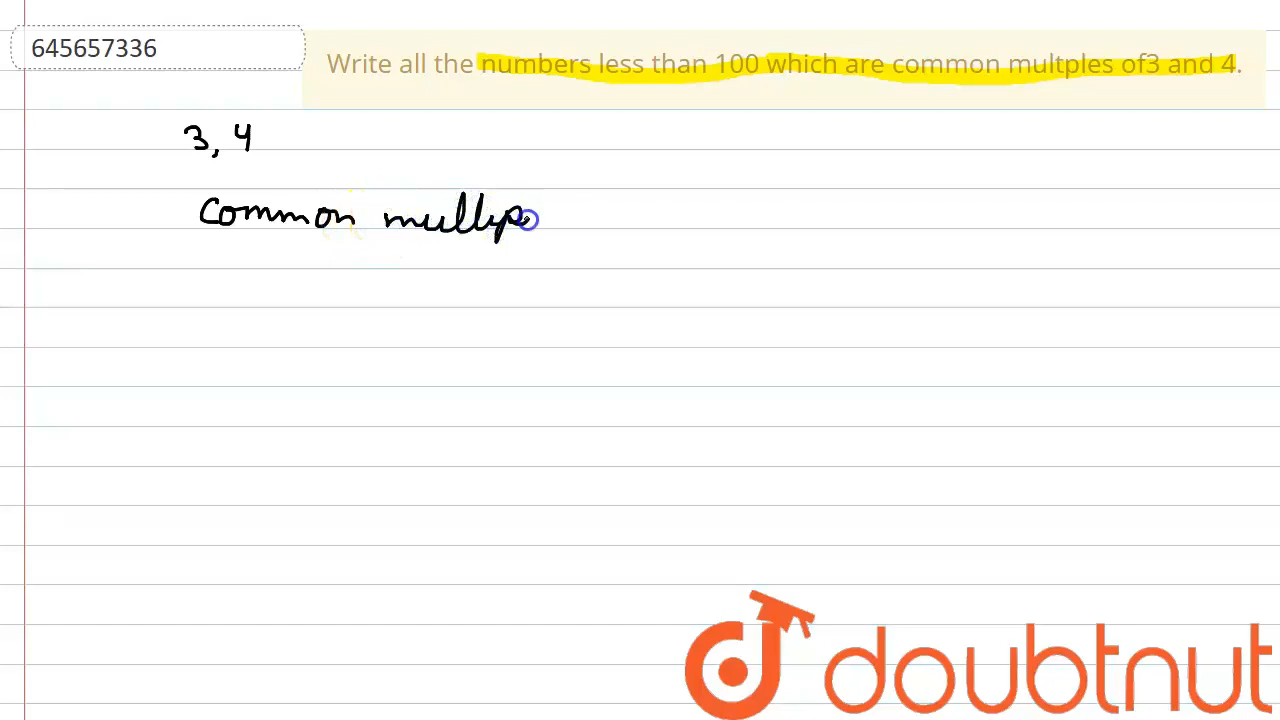 645657336
Write all the numbers less than 100 which are common multples of3 and 4.
3, 4
Common multip
doubtnut